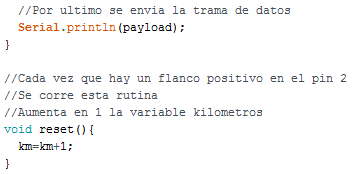 //Por ultimo se envia la trama de datos
Serial.println(payload);
}
//Cada vez que hay un flanco positivo en el pin 2
//Se corre esta rutina
//Aumenta en 1 la variable kilometros
void reset(){
km=km+1;
}